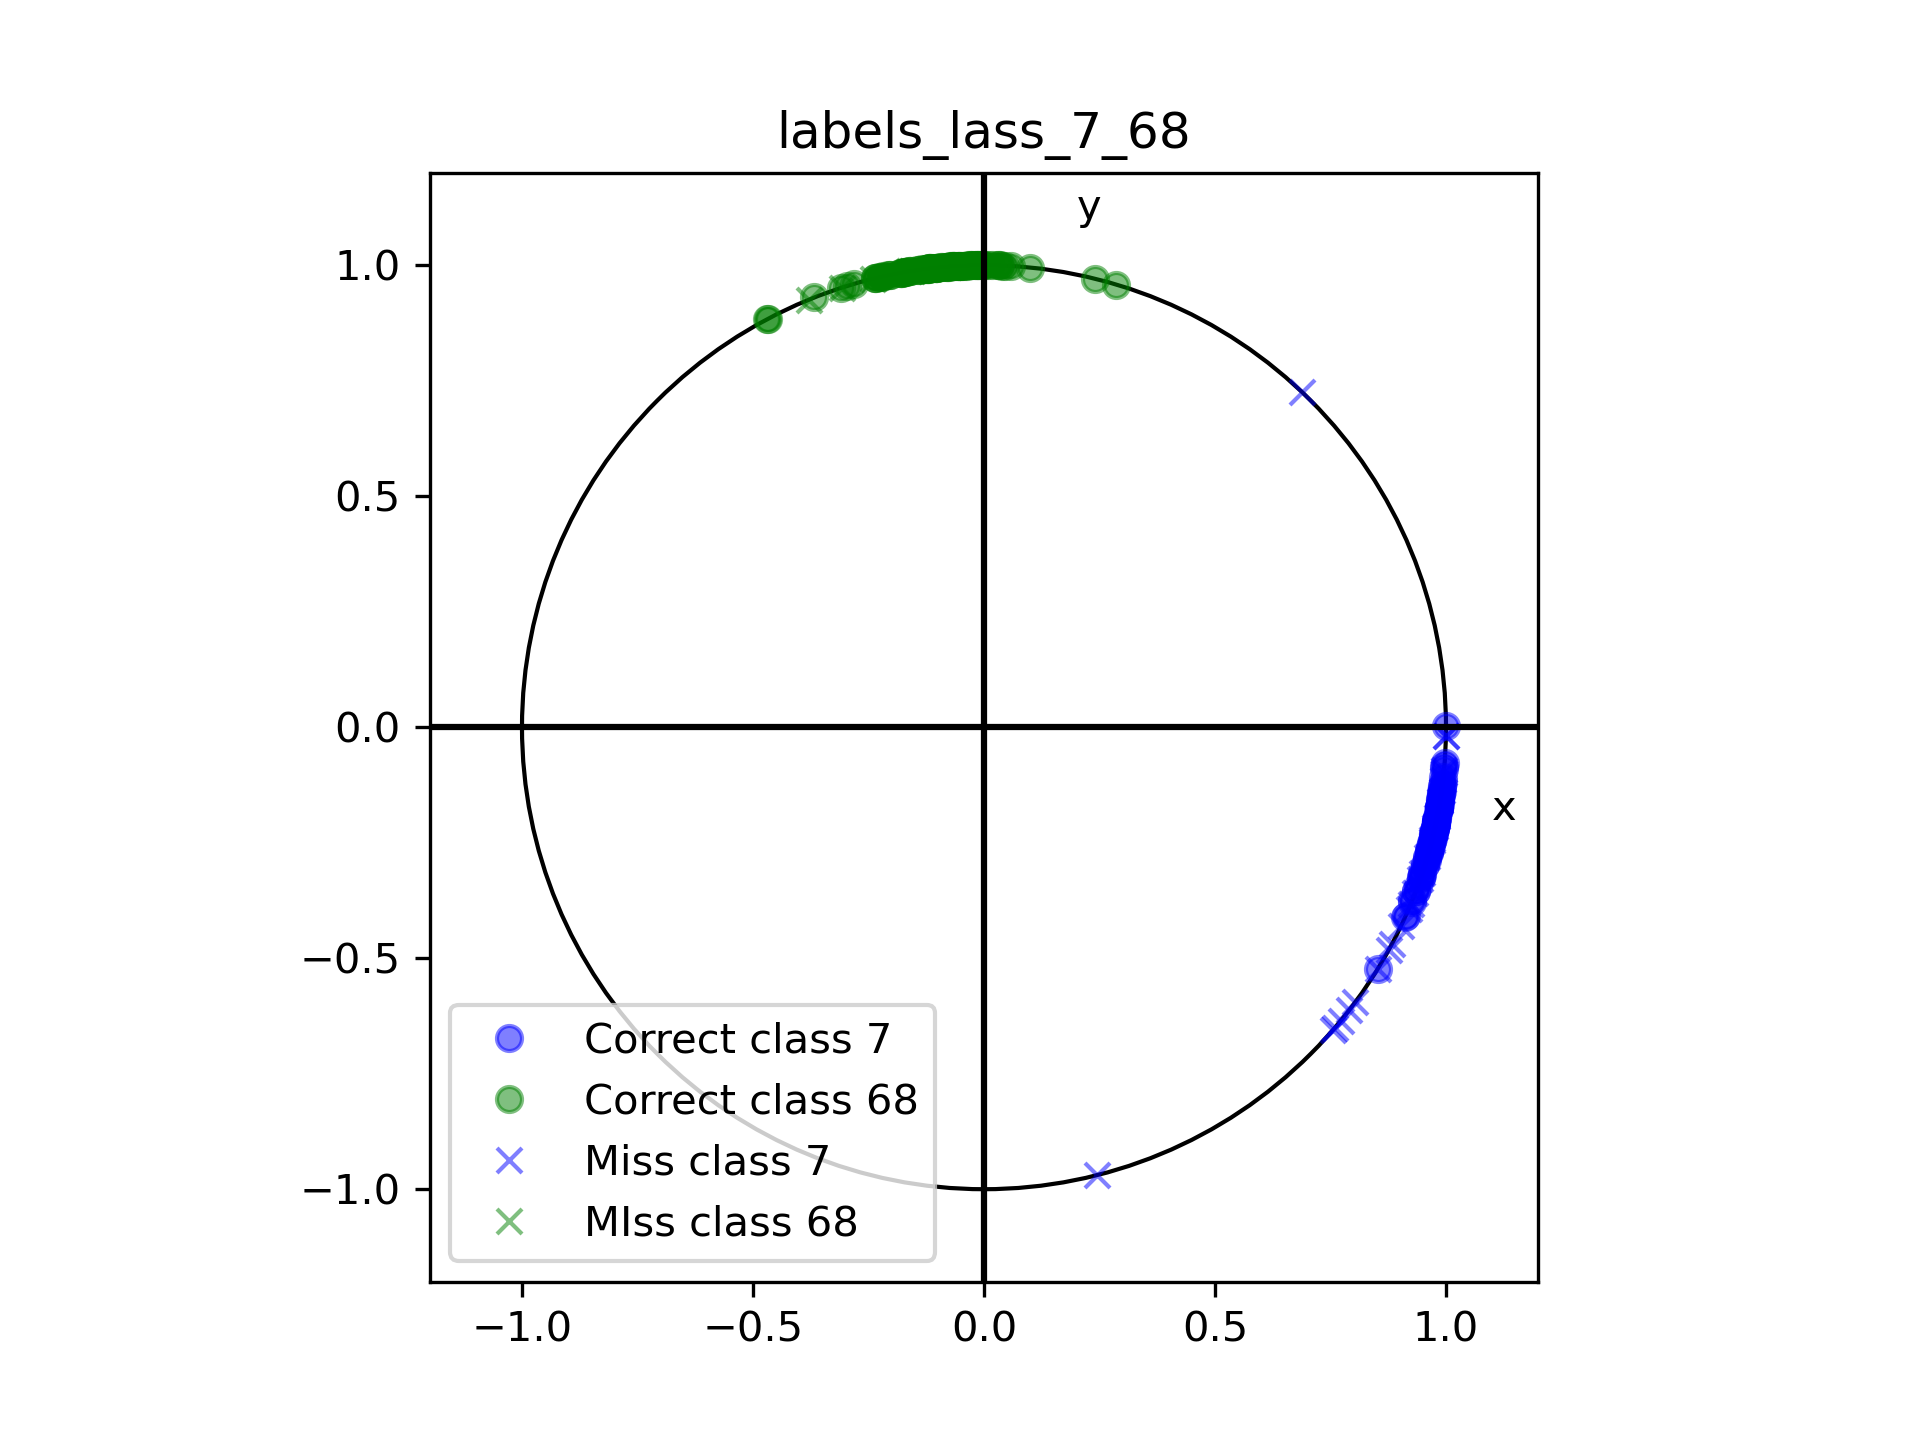 labels_lass_7_68
y
1.0
0.5
0.0
−0.5
−1.0
x
Correct class 7
Correct class 68
Miss class 7
MIss class 68
−1.0 −0.5 0.0 0.5 1.0